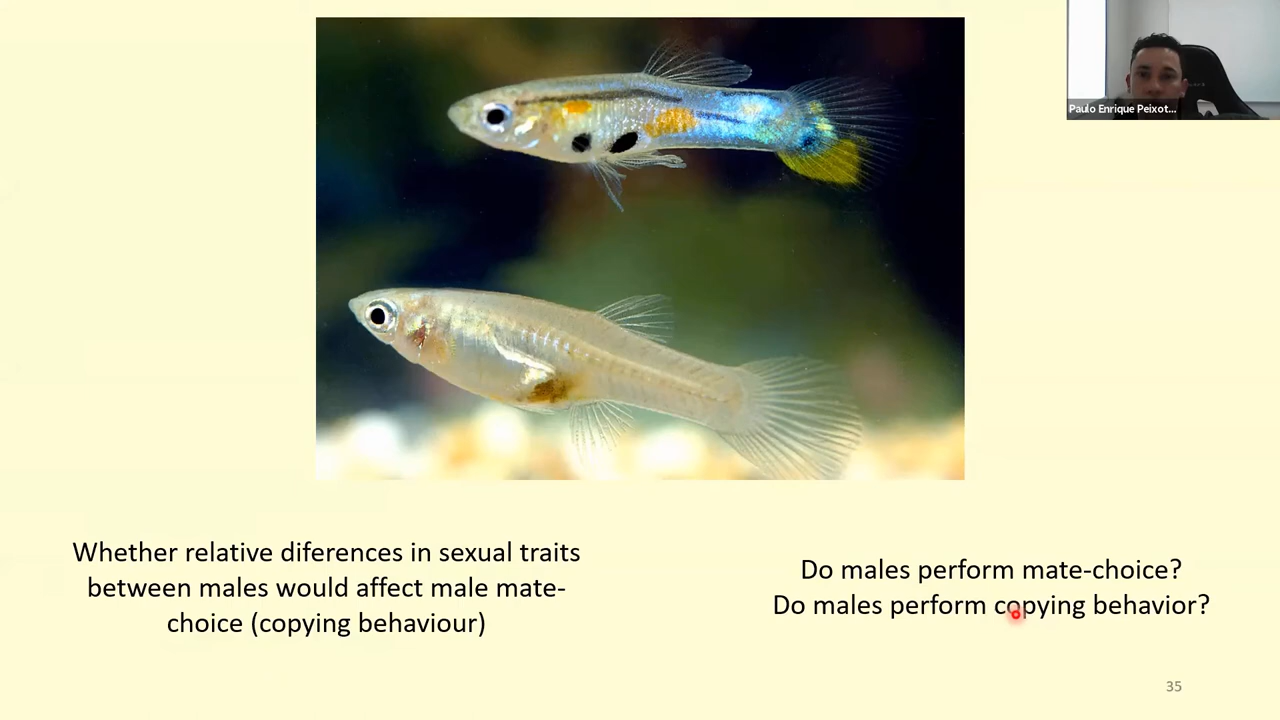 Paulo Enrique Peixot...
Whether relative diferences in sexual traits
between males would affect male mate-
choice (copying behaviour)
Do males perform mate-choice?
Do males perform copying behavior?
35